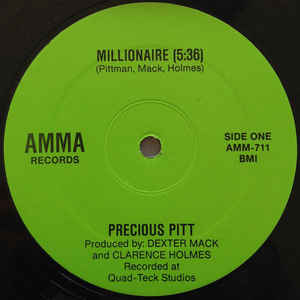 MILLIONAIRE (5:36)
(Pittman, Mack, Holmes)
AMMA
RECORDS
SIDE ONE
AMM-711
BMI
PRECIOUS PITT
Produced by: DEXTER MACK
and CLARENCE HOLMES
Recorded at
Quad-Teck Studios